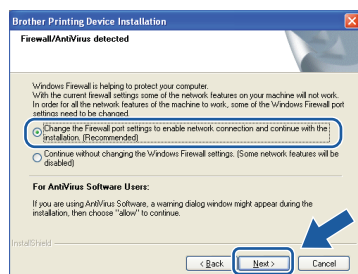 Brother Printing Device Installation
Firewall/AntiVirus detected
Windows Firewall is helping to protect your computer.
With the current firewall settings some of the network features on your machine will not work.
In order for all the network features of the machine to work, some of the Windows Firewall port
settings need to be changed.
Change the Firewall port settings to enable network connection and continue with the
installation. (Recommended)
Continue without changing the Windows Firewall settings. (Some network features will be
disabled)
For AntiVirus Software Users:
If you are using AntiVirus Software, a warning dialog window might appear during the
installation, then choose "allow" to continue.
InstallShield
< Back
Next >
Cancel